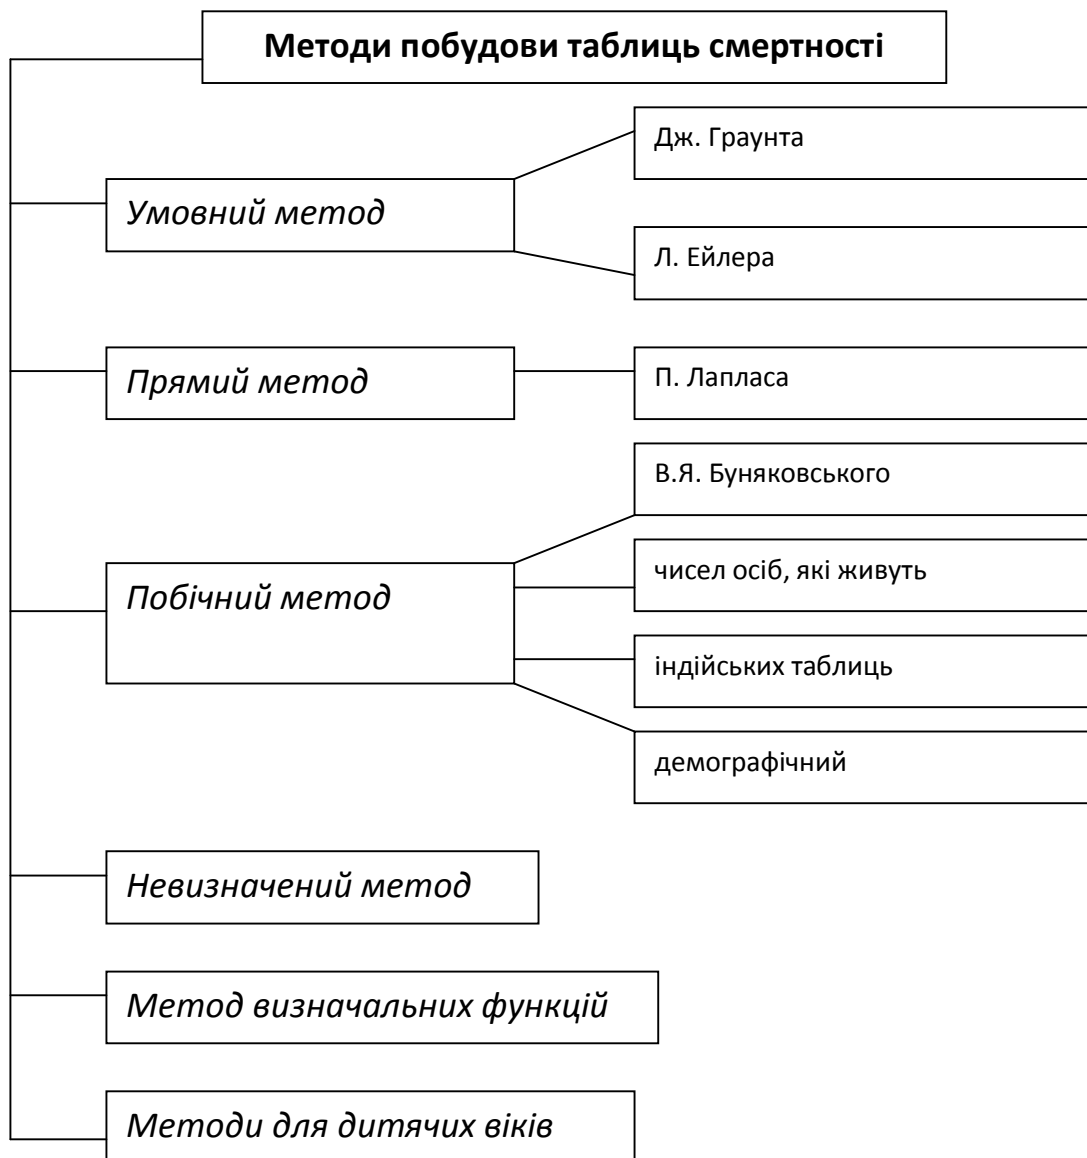 Методи побудови таблиць смертності
Дж. Граунта
Умовний метод
Л. Ейлера
Прямий метод
П. Лапласа
В.Я. Буняковського
чисел осіб, які живуть
Побічний метод
індійських таблиць
демографічний
Невизначений метод
Метод визначальних функцій
Методи для дитячих віків